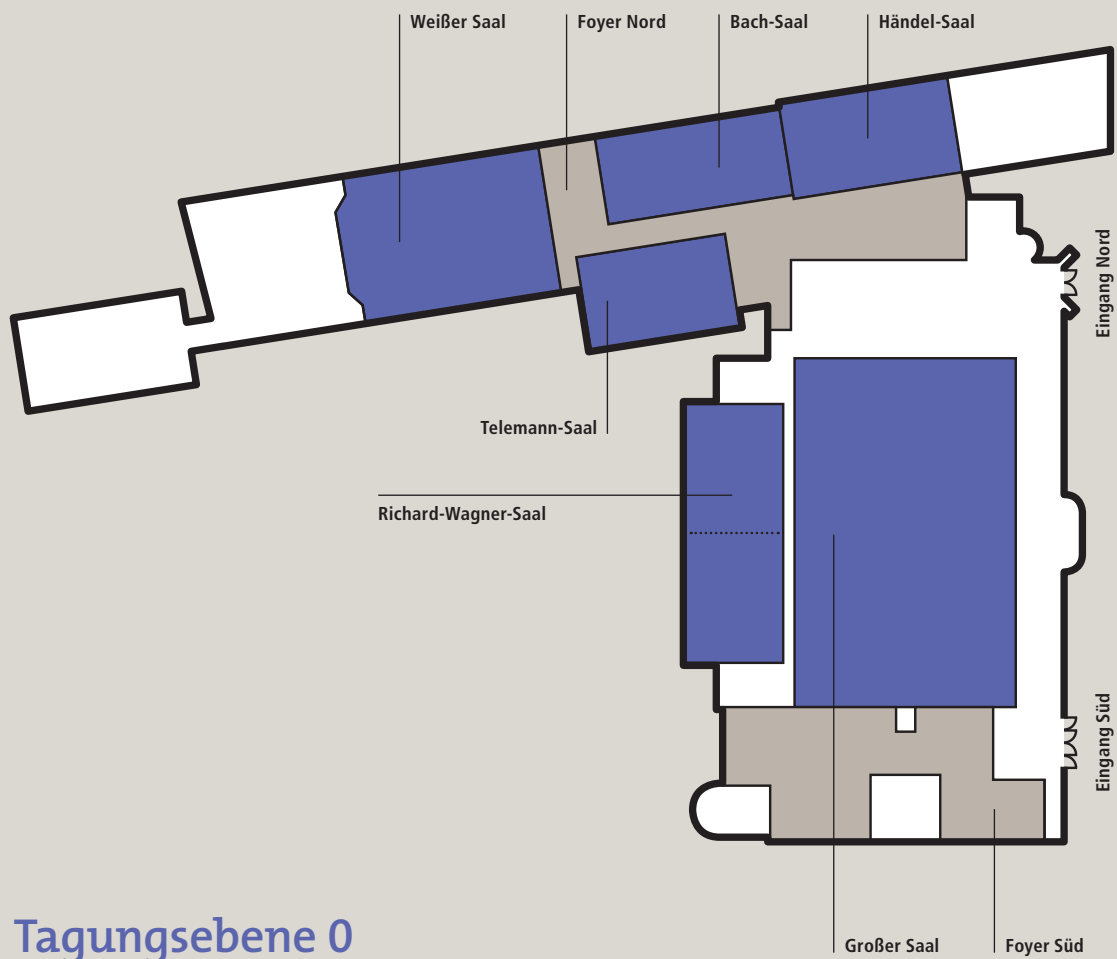 Weißer Saal
Foyer Nord
Bach-Saal
Händel-Saal
Eingang Nord
Telemann-Saal
Richard-Wagner-Saal
Eingang Süd
Tagungsebene 0
Großer Saal
Foyer Süd